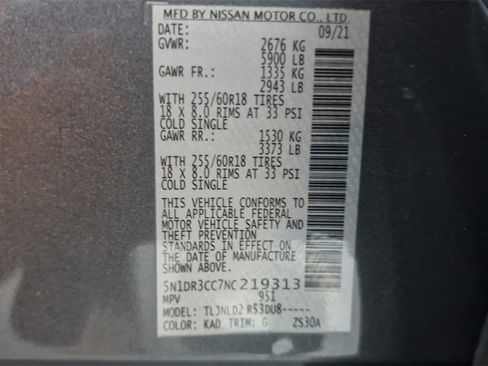 MFD BY NISSAN MOTOR CO., LTD.
DATE: 09/21
GVWR: 2676 KG
5900 LB
GAWR FR.: 1335 KG
2943 LB
WITH 255/60R18 TIRES
18 X 8.0 RIMS AT 33 PSI
COLD SINGLE
GAWR RR.: 1530 KG
3373 LB
WITH 255/60R18 TIRES
18 X 8.0 RIMS AT 33 PSI
COLD SINGLE
THIS VEHICLE CONFORMS TO
ALL APPLICABLE FEDERAL
MOTOR VEHICLE SAFETY AND
THEFT PREVENTION
STANDARDS IN EFFECT ON
THE DATE OF MANUFACTURE
SHOWN ABOVE.
5N1DR3CC7NC219313
MPV 951
MODEL: TLJNLD2 R53DU8-----
COLOR: KAD TRIM: G ZS30A